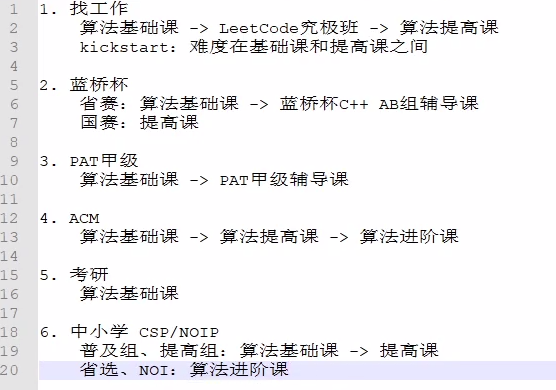 1 1. 找工作
2 算法基础课 -> LeetCode究极班 -> 算法提高课
3 kickstart: 难度在基础课和提高课之间
4
5 2. 蓝桥杯
6 省赛: 算法基础课 -> 蓝桥杯C++ AB组辅导课
7 国赛: 提高课
8
9 3. PAT甲级
10 算法基础课 -> PAT甲级辅导课
11
12 4. ACM
13 算法基础课 -> 算法提高课 -> 算法进阶课
14
15 5. 考研
16 算法基础课
17
18 6. 中小学 CSP/NOIP
19 普及组、提高组: 算法基础课 -> 提高课
20 省选、NOI: 算法进阶课